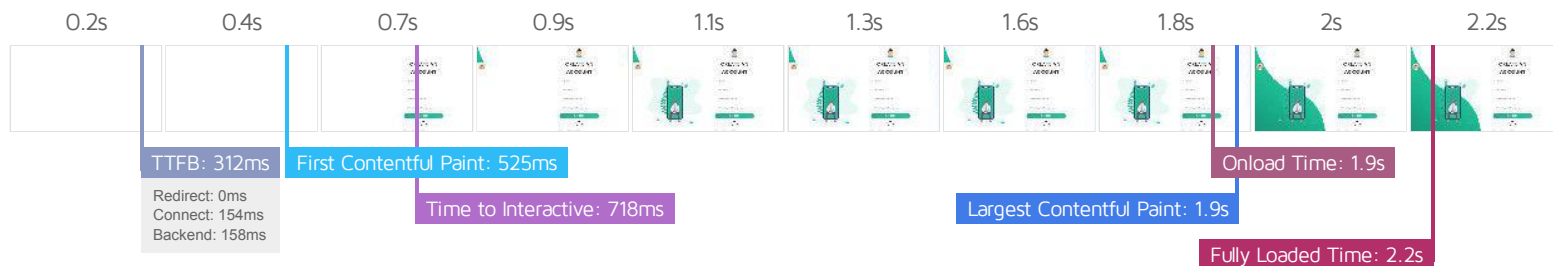 0.2s 0.4s 0.7s 0.9s 1.1s 1.3s 1.6s 1.8s 2s 2.2s
TTFB: 312ms
Redirect: 0ms
Connect: 154ms
Backend: 158ms
First Contentful Paint: 525ms
Time to Interactive: 718ms
Onload Time: 1.9s
Largest Contentful Paint: 1.9s
Fully Loaded Time: 2.2s